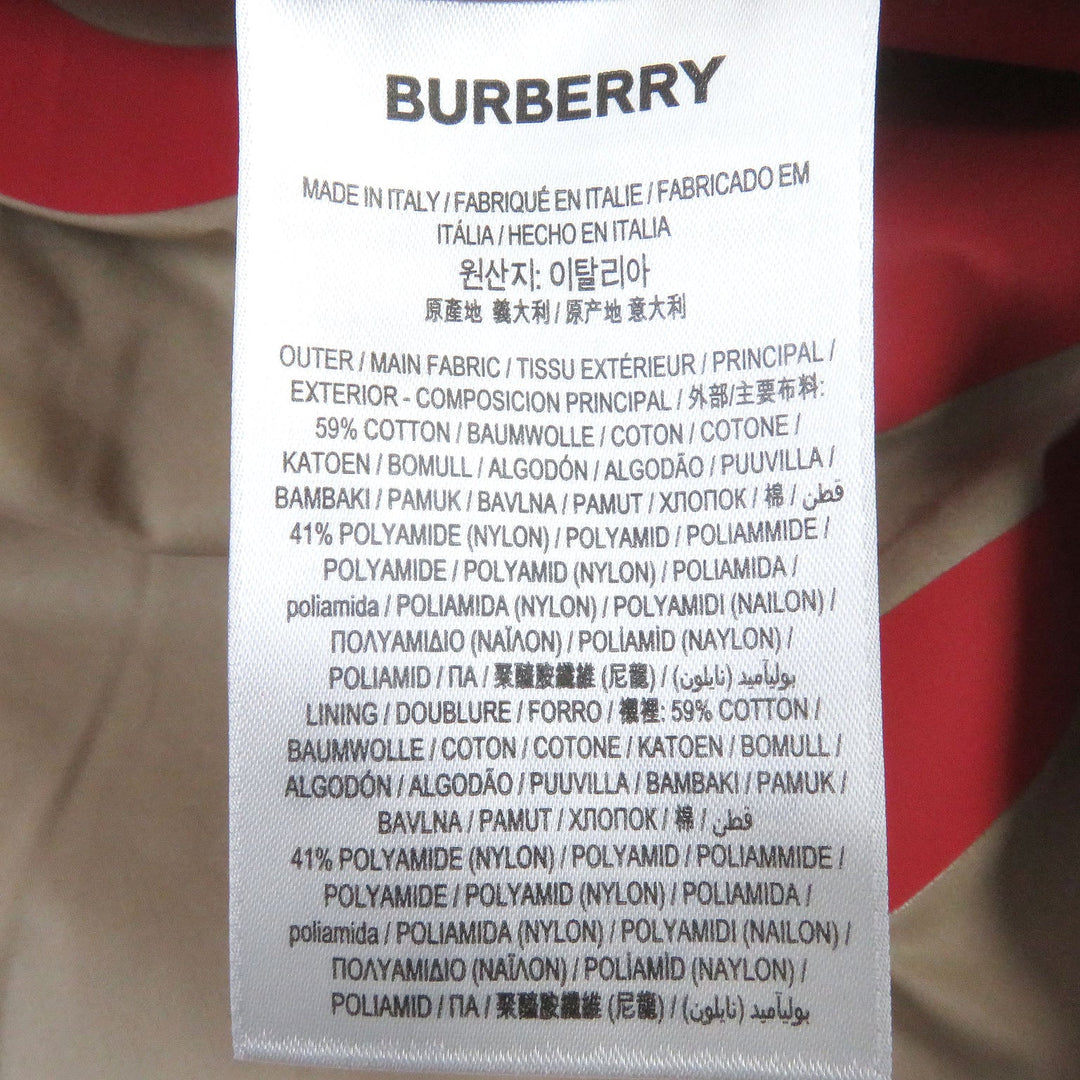 BURBERRY
MADE IN ITALY / FABRIQUÉ EN ITALIE / FABRICADO EM
ITÁLIA / HECHO EN ITALIA
원산지: 이탈리아
原產地 義大利 / 原产地 意大利
OUTER / MAIN FABRIC / TISSU EXTÉRIEUR / PRINCIPAL /
EXTERIOR - COMPOSICION PRINCIPAL / 外部/主要布料:
59% COTTON / BAUMWOLLE / COTON / COTONE /
KATOEN / BOMULL / ALGODÓN / ALGODÃO / PUUVILLA /
BAMBAKI / PAMUK / BAVLNA / PAMUT / ХЛОПОК / 棉 / قطن
41% POLYAMIDE (NYLON) / POLYAMID / POLIAMMIDE /
POLYAMIDE / POLYAMID (NYLON) / POLIAMIDA /
poliamida / POLIAMIDA (NYLON) / POLYAMIDI (NAILON) /
ΠΟΛΥΑΜΙΔΙΟ (ΝΑΪΛΟΝ) / POLİAMİD (NAYLON) /
POLIAMID / ПА / 聚醯胺纖維 (尼龍) / بوليآميد (نايلون)
LINING / DOUBLURE / FORRO / 襯裡: 59% COTTON /
BAUMWOLLE / COTON / COTONE / KATOEN / BOMULL /
ALGODÓN / ALGODÃO / PUUVILLA / BAMBAKI / PAMUK /
BAVLNA / PAMUT / ХЛОПОК / 棉 / قطن
41% POLYAMIDE (NYLON) / POLYAMID / POLIAMMIDE /
POLYAMIDE / POLYAMID (NYLON) / POLIAMIDA /
poliamida / POLIAMIDA (NYLON) / POLYAMIDI (NAILON) /
ΠΟΛΥΑΜΙΔΙΟ (ΝΑΪΛΟΝ) / POLİAMİD (NAYLON) /
POLIAMID / ПА / 聚醯胺纖維 (尼龍) / بوليآميد (نايلون)